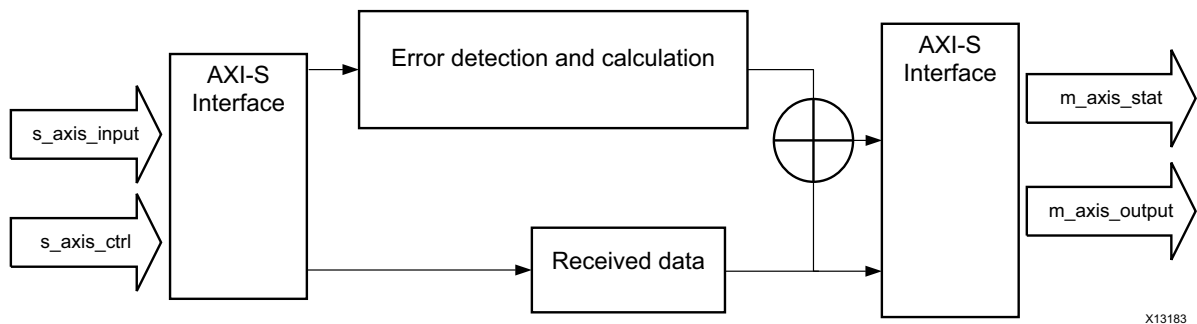 Error detection and calculation
AXI-S
Interface
AXI-S
Interface
s_axis_input
s_axis_ctrl
Received data
m_axis_stat
m_axis_output
X13183